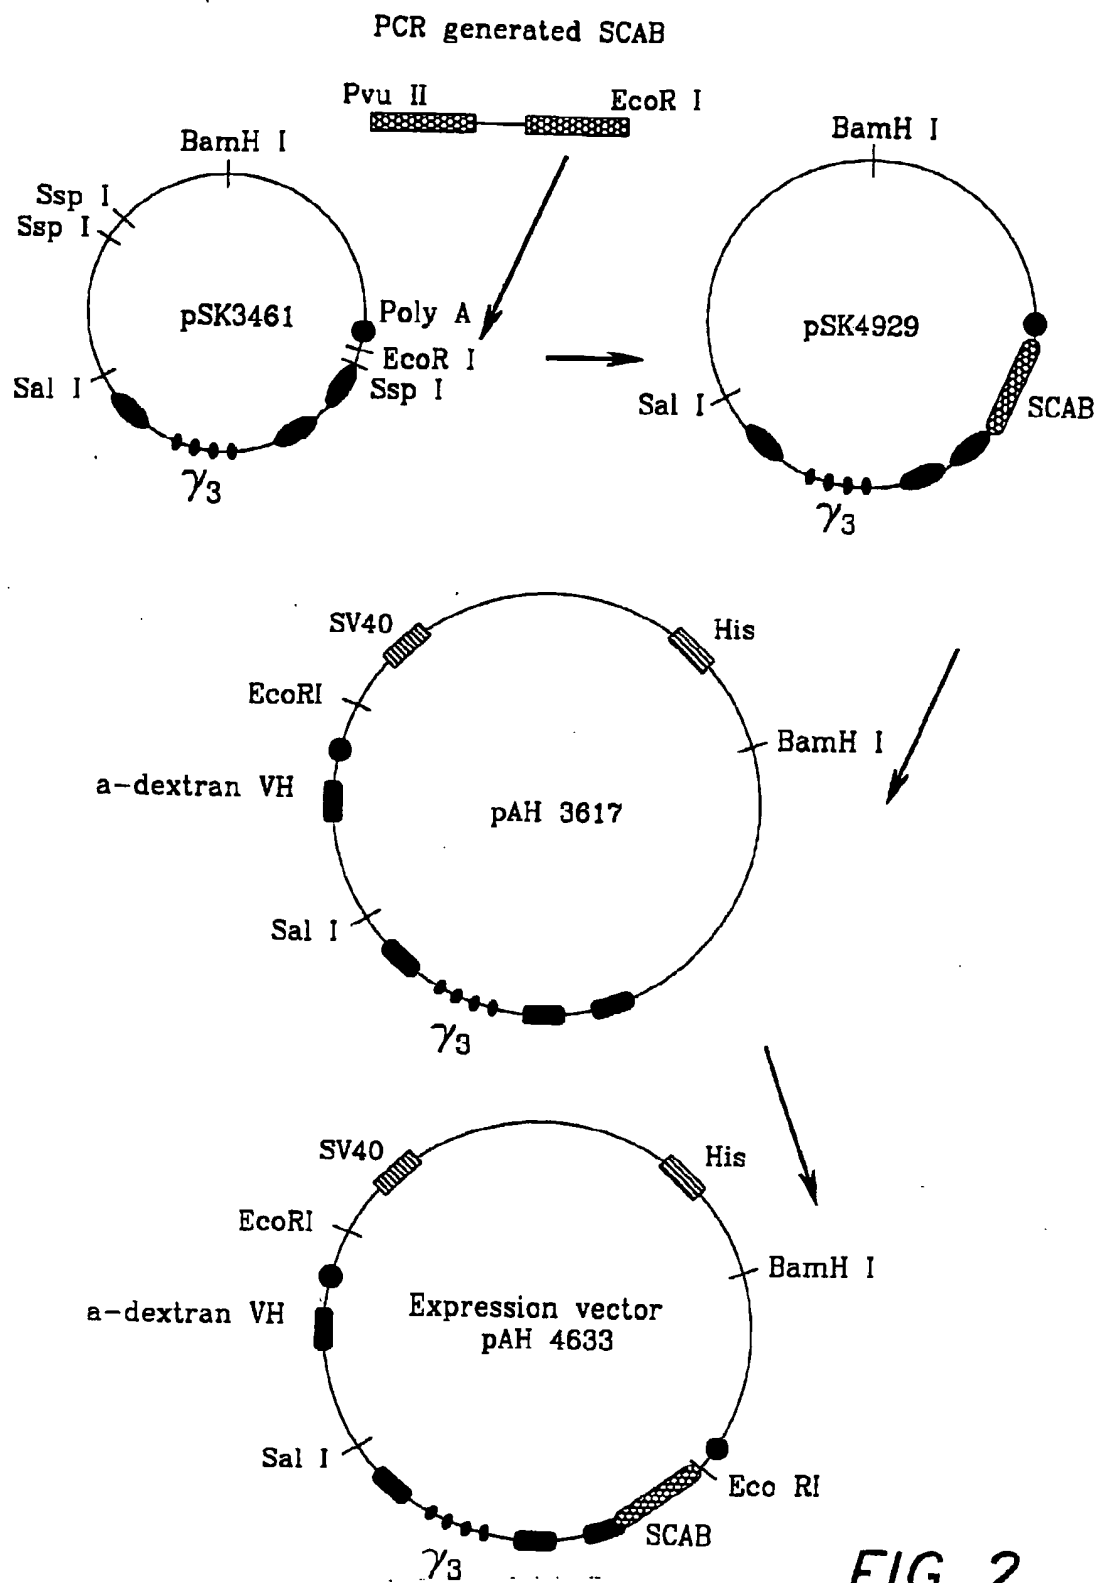 PCR generated SCAB
Pvu II
EcoR I
BamH I
Ssp I
Ssp I
pSK3461
Poly A
EcoR I
Ssp I
Sal I
γ3
BamH I
pSK4929
Sal I
SCAB
γ3
SV40
His
EcoRI
BamH I
a-dextran VH
pAH 3617
Sal I
γ3
SV40
His
EcoRI
BamH I
a-dextran VH
Expression vector
pAH 4633
Sal I
Eco RI
SCAB
γ3
FIG. 2